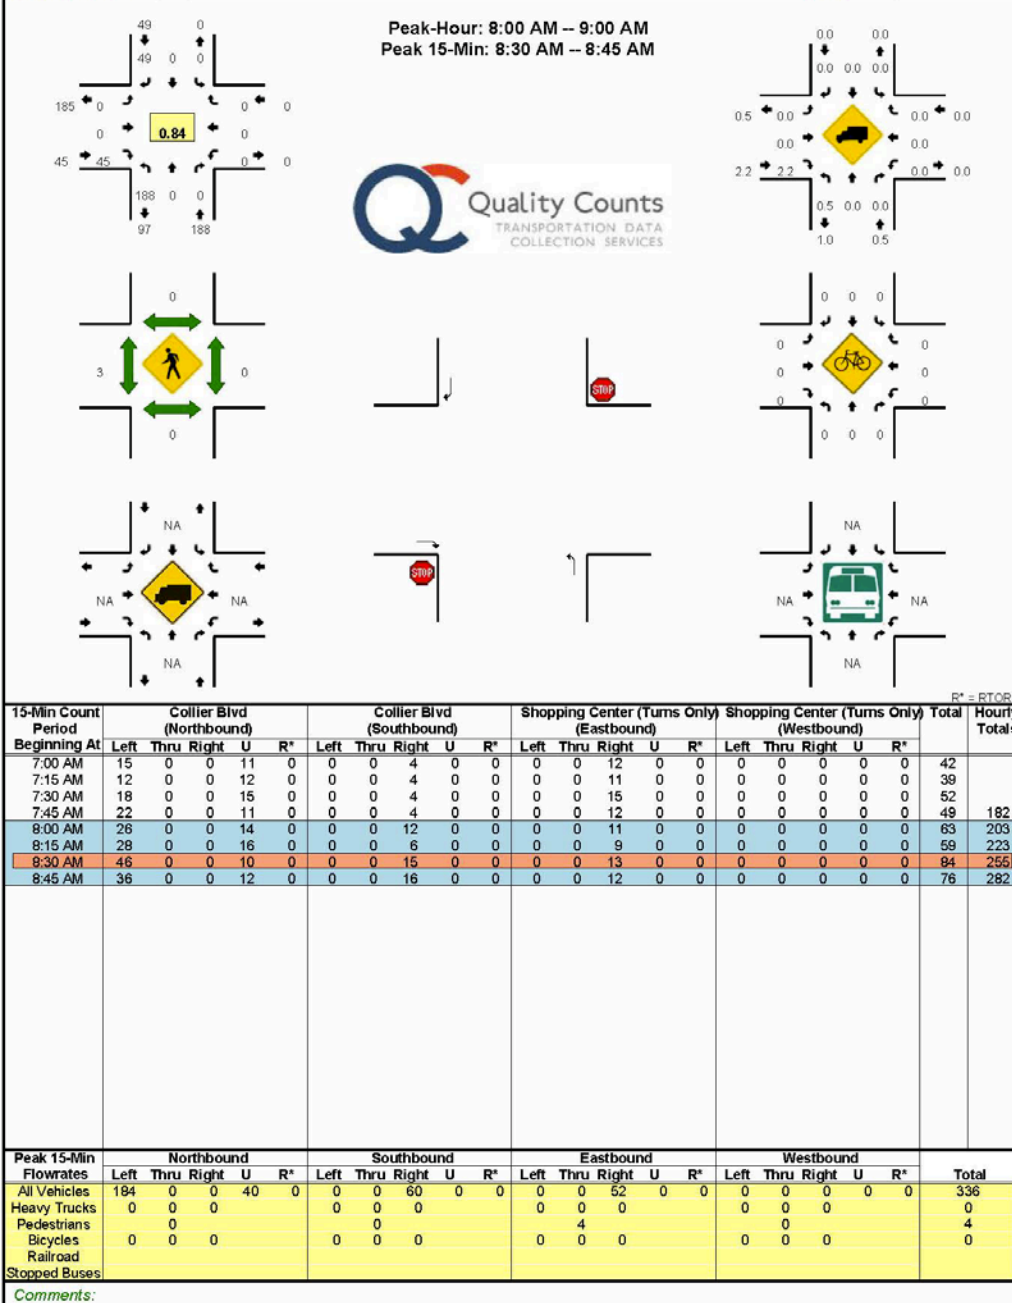 Peak-Hour: 8:00 AM -- 9:00 AM
Peak 15-Min: 8:30 AM -- 8:45 AM
49 0
49 0 0
185 0 0 0
0 0.84 0
45 45 0 0
188 0 0
97 188
0.0 0.0
0.0 0.0 0.0
0.5 0.0 0.0 0.0
0.0 0.0
2.2 2.2 0.0 0.0
0.5 0.0 0.0
1.0 0.5
QC Quality Counts
TRANSPORTATION DATA
COLLECTION SERVICES
0
3 0
0
STOP
0 0 0
0 0
0 0
0 0
0 0 0
NA
NA NA
NA
STOP
NA
NA NA
NA
R* = RTOR
15-Min Count Period Beginning At
Collier Blvd (Northbound)
Collier Blvd (Southbound)
Shopping Center (Turns Only) (Eastbound)
Shopping Center (Turns Only) (Westbound)
Total
Hourly Totals
Left Thru Right U R* Left Thru Right U R* Left Thru Right U R* Left Thru Right U R*
7:00 AM 15 0 0 11 0 0 0 4 0 0 0 0 12 0 0 0 0 0 0 0 42
7:15 AM 12 0 0 12 0 0 0 4 0 0 0 0 11 0 0 0 0 0 0 0 39
7:30 AM 18 0 0 15 0 0 0 4 0 0 0 0 15 0 0 0 0 0 0 0 52
7:45 AM 22 0 0 11 0 0 0 4 0 0 0 0 12 0 0 0 0 0 0 0 49 182
8:00 AM 26 0 0 14 0 0 0 12 0 0 0 0 11 0 0 0 0 0 0 0 63 203
8:15 AM 28 0 0 16 0 0 0 6 0 0 0 0 9 0 0 0 0 0 0 0 59 223
8:30 AM 46 0 0 10 0 0 0 15 0 0 0 0 13 0 0 0 0 0 0 0 84 255
8:45 AM 36 0 0 12 0 0 0 16 0 0 0 0 12 0 0 0 0 0 0 0 76 282
Peak 15-Min Flowrates
Northbound Southbound Eastbound Westbound
Left Thru Right U R* Left Thru Right U R* Left Thru Right U R* Left Thru Right U R* Total
All Vehicles 184 0 0 40 0 0 0 60 0 0 0 0 52 0 0 0 0 0 0 0 336
Heavy Trucks 0 0 0 0 0 0 0 0 0 0 0 0 0
Pedestrians 0 0 4 0 4
Bicycles 0 0 0 0 0 0 0 0 0 0 0 0 0
Railroad
Stopped Buses
Comments: